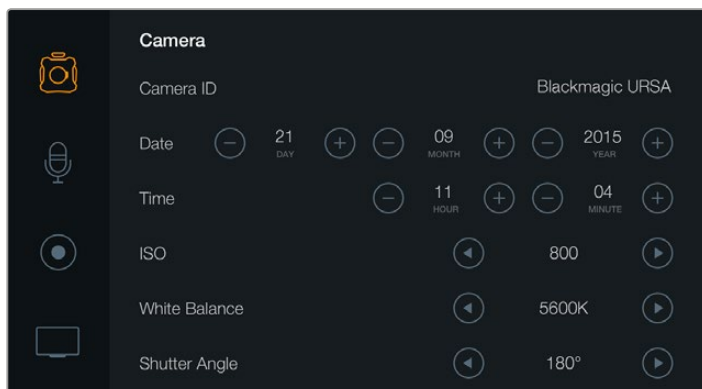 Camera
Camera ID Blackmagic URSA
Date 21 09 2015
DAY MONTH YEAR
Time 11 04
HOUR MINUTE
ISO 800
White Balance 5600K
Shutter Angle 180°